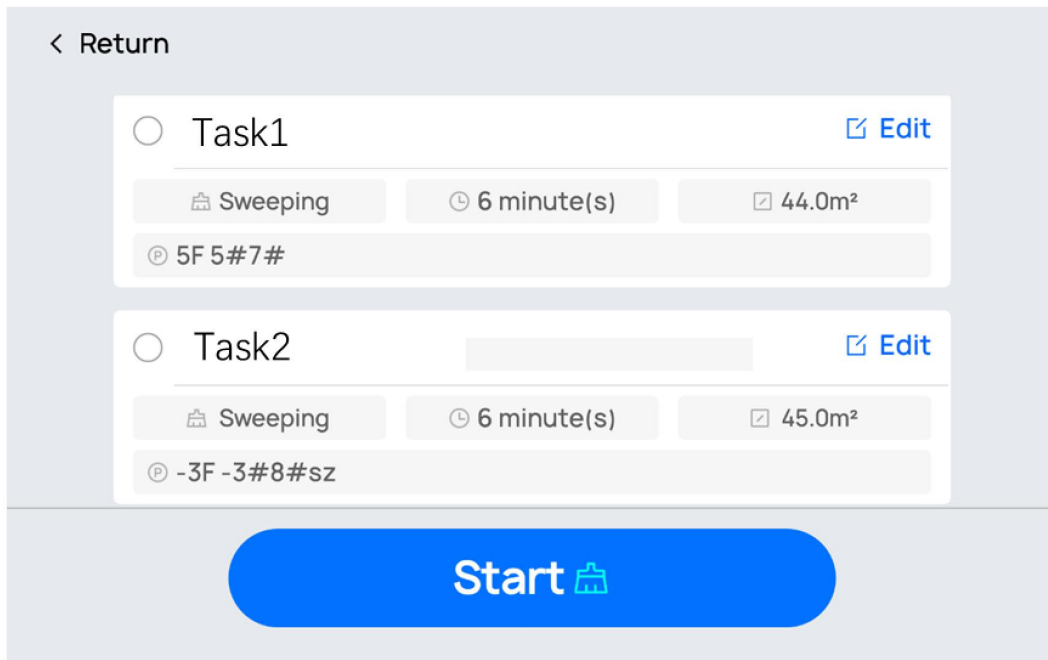 Return
Task1
Edit
Sweeping
6 minute(s)
44.0m²
5F 5#7#
Task2
Edit
Sweeping
6 minute(s)
45.0m²
-3F -3#8#sz
Start